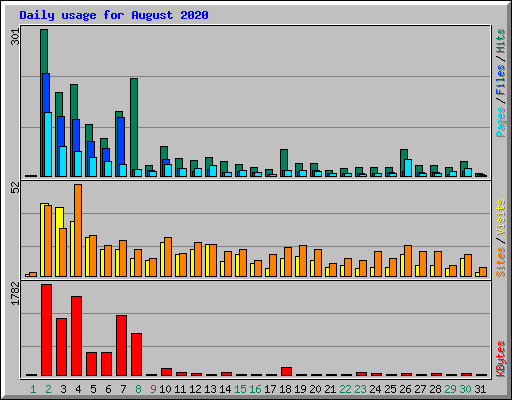 Daily usage for August 2020
301
Pages / Files / Hits
52
Sites / Visits
1782
KBytes
1 2 3 4 5 6 7 8 9 10 11 12 13 14 15 16 17 18 19 20 21 22 23 24 25 26 27 28 29 30 31